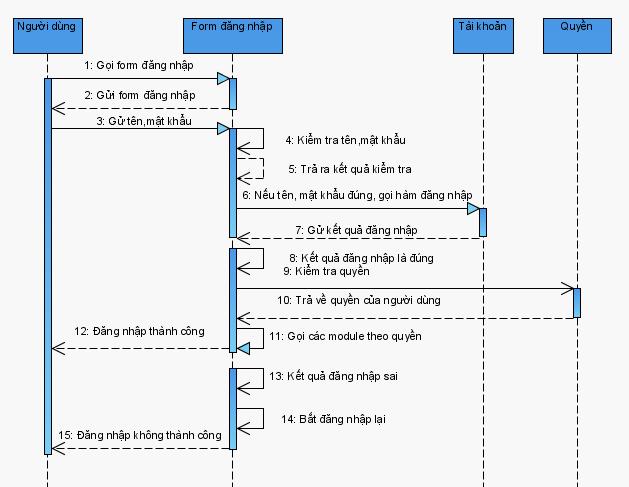 Người dùng
Form đăng nhập
Tài khoản
Quyền
1: Gọi form đăng nhập
2: Gửi form đăng nhập
3: Gử tên,mật khẩu
4: Kiểm tra tên,mật khẩu
5: Trả ra kết quả kiểm tra
6: Nếu tên, mật khẩu đúng, gọi hàm đăng nhập
7: Gử kết quả đăng nhập
8: Kết quả đăng nhập là đúng
9: Kiểm tra quyền
10: Trả về quyền của người dùng
12: Đăng nhập thành công
11: Gọi các module theo quyền
13: Kết quả đăng nhập sai
14: Bắt đăng nhập lại
15: Đăng nhập không thành công